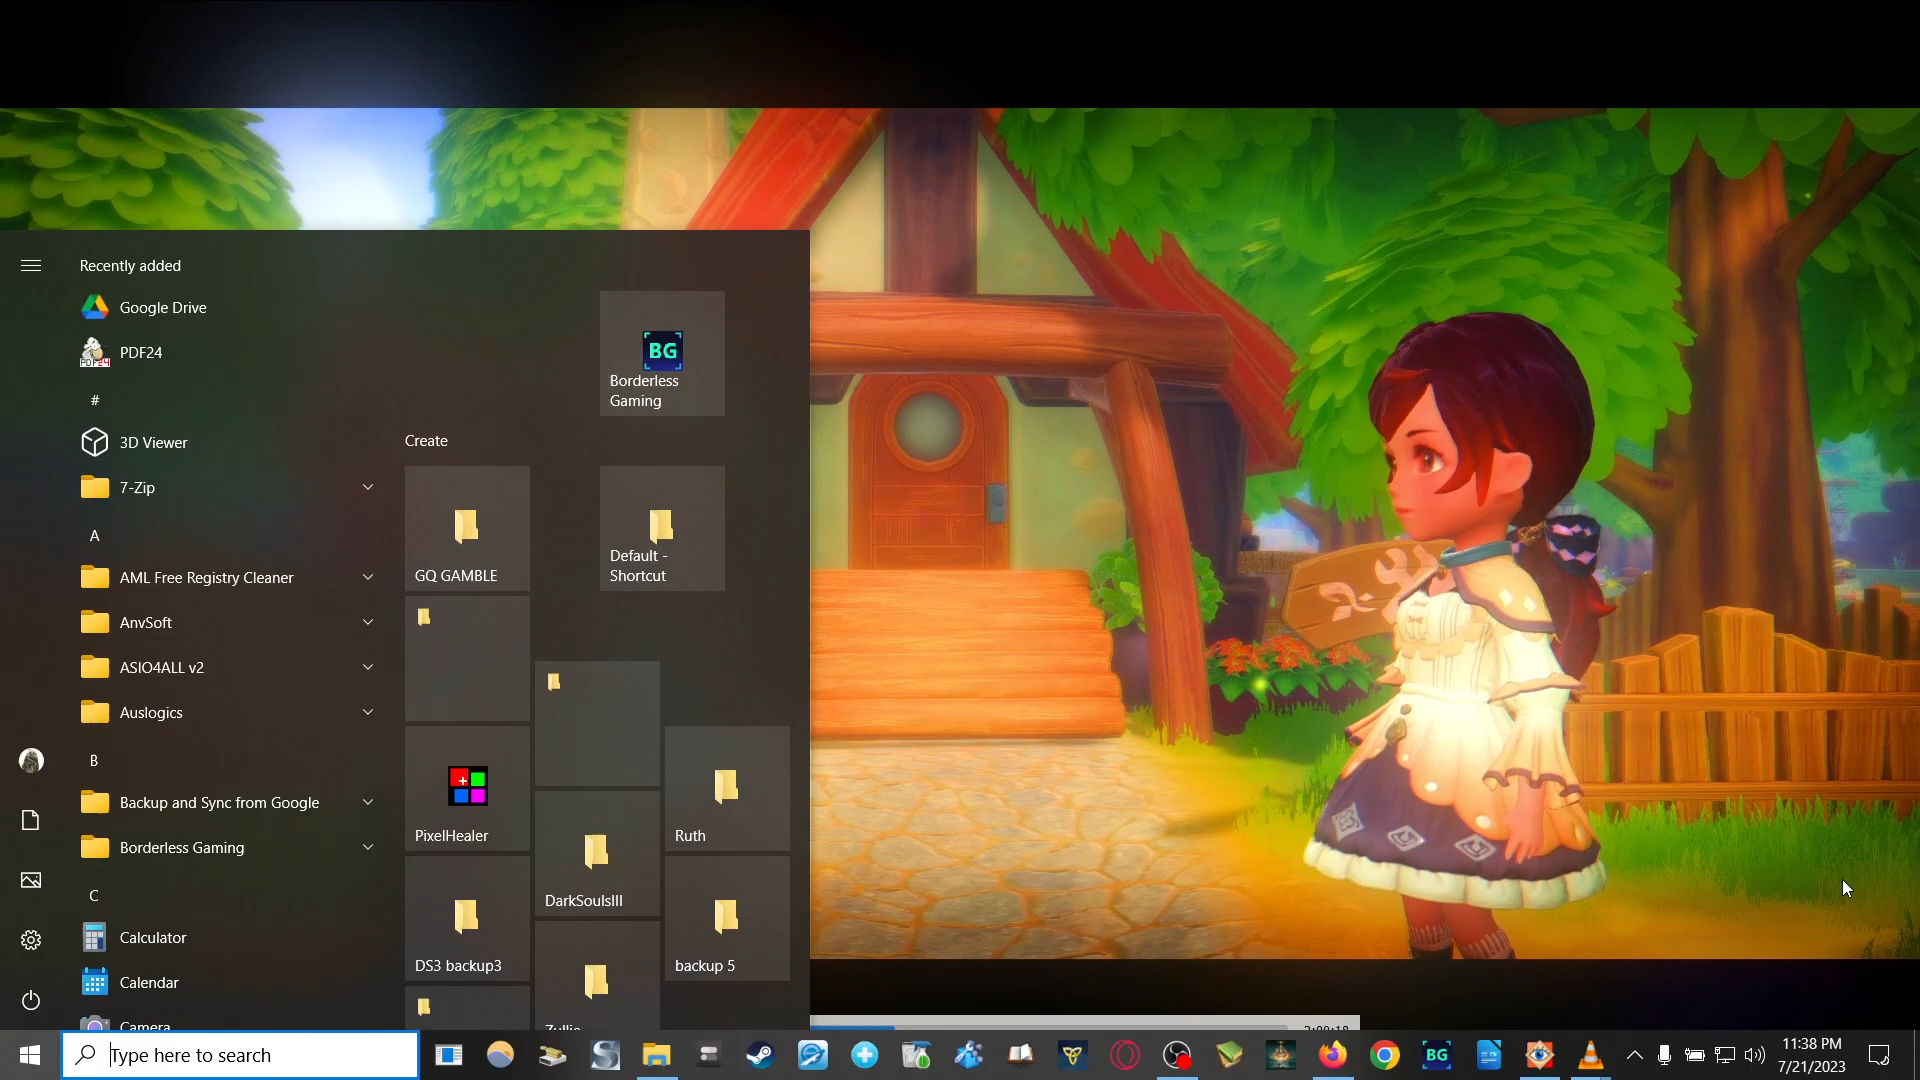 Recently added
Google Drive
PDF24
PDF24
#
3D Viewer
7-Zip
A
AML Free Registry Cleaner
AnvSoft
ASIO4ALL v2
Auslogics
B
Backup and Sync from Google
Borderless Gaming
C
Calculator
Calendar
Camera
BG
Borderless
Gaming
Create
GQ GAMBLE
Default -
Shortcut
PixelHealer
Ruth
DarkSoulsIII
DS3 backup3
backup 5
Zullie
Type here to search
BG
11:38 PM
7/21/2023